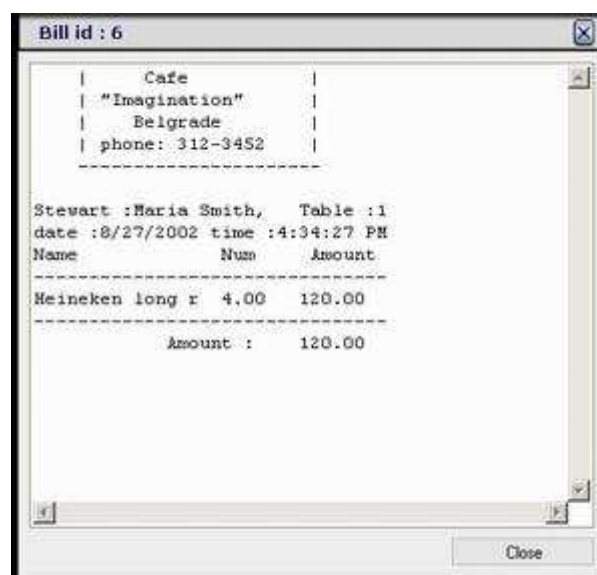 Bill id : 6
| Cafe |
| "Imagination" |
| Belgrade |
| phone: 312-3452 |
-----------------------
Stewart :Maria Smith, Table :1
date :8/27/2002 time :4:34:27 PM
Name Num Amount
---------------------------------
Heineken long r 4.00 120.00
---------------------------------
Amount : 120.00
Close